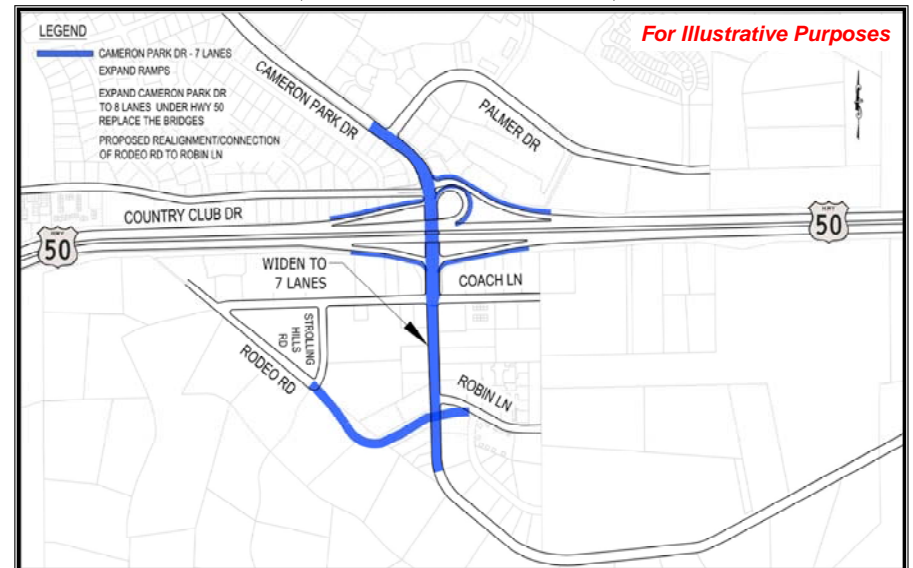 LEGEND
For Illustrative Purposes
CAMERON PARK DR - 7 LANES
EXPAND RAMPS
EXPAND CAMERON PARK DR
TO 8 LANES UNDER HWY 50
REPLACE THE BRIDGES
PROPOSED REALIGNMENT/CONNECTION
OF RODEO RD TO ROBIN LN
CAMERON PARK DR
PALMER DR
COUNTRY CLUB DR
HWY
50
HWY
50
WIDEN TO
7 LANES
COACH LN
STROLLING
HILLS
RD
RODEO RD
ROBIN LN